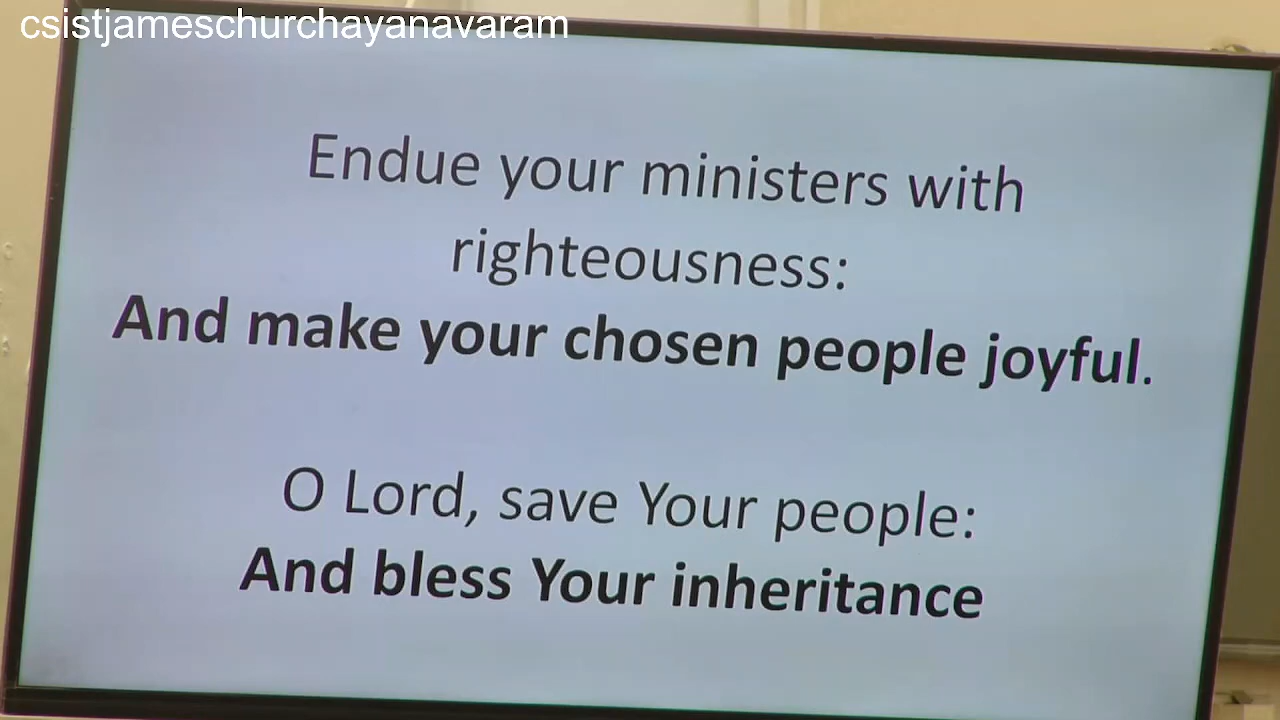 csistjameschurchayanavaram
Endue your ministers with
righteousness:
And make your chosen people joyful.
O Lord, save Your people:
And bless Your inheritance